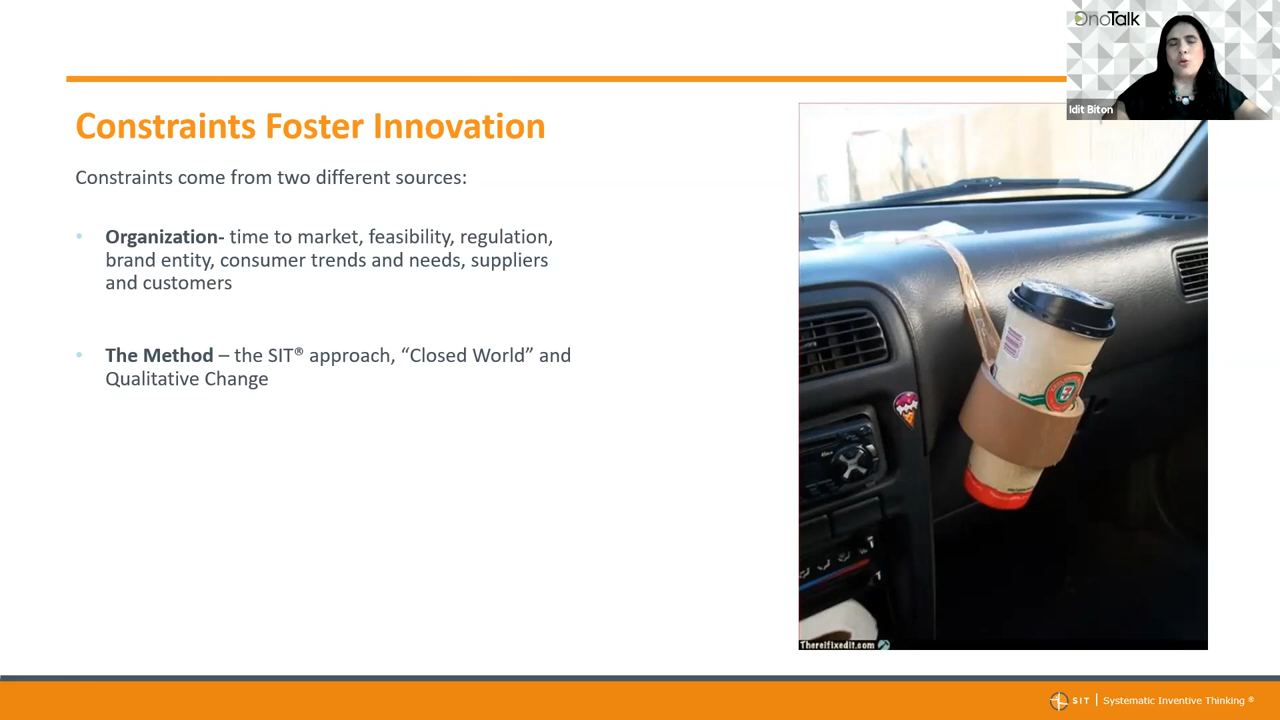 OnoTalk
Idit Biton
Constraints Foster Innovation
Constraints come from two different sources:
• Organization- time to market, feasibility, regulation,
brand entity, consumer trends and needs, suppliers
and customers
• The Method – the SIT® approach, “Closed World” and
Qualitative Change
Thereifixedit.com
SIT | Systematic Inventive Thinking ®